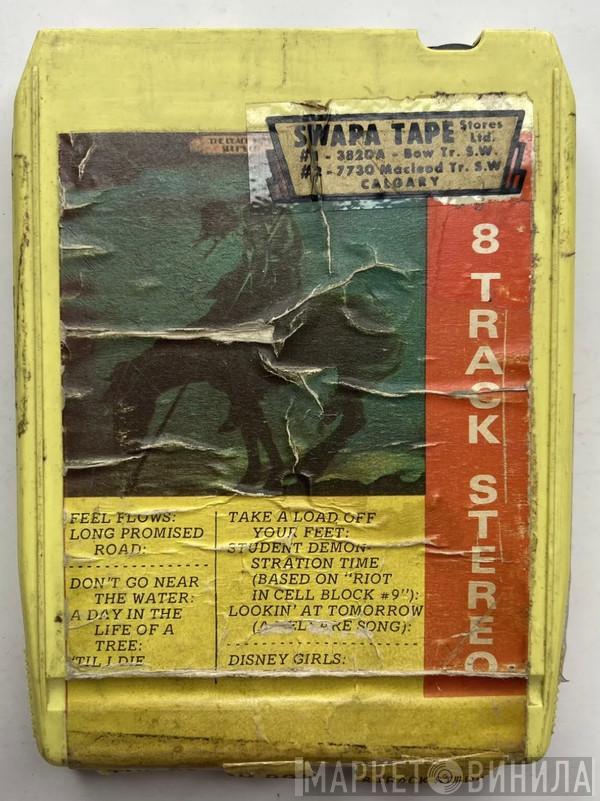 SWAPA TAPE Stores Ltd.
#1 - 3820A - Bow Tr. S.W.
#2 - 7730 Macleod Tr. S.W
CALGARY
8 TRACK STEREO
FEEL FLOWS:
LONG PROMISED
ROAD:
DON'T GO NEAR
THE WATER:
A DAY IN THE
LIFE OF A
TREE:
'TIL I DIE
TAKE A LOAD OFF
YOUR FEET:
STUDENT DEMON-
STRATION TIME
(BASED ON "RIOT
IN CELL BLOCK #9"):
LOOKIN' AT TOMORROW
SONG):
DISNEY GIRLS:
МАРКЕТ ВИНИЛА